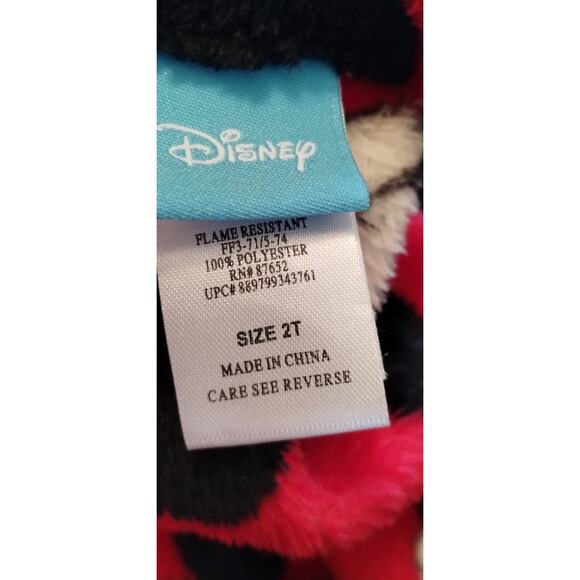 Disney
FLAME RESISTANT
FF3-71/5-74
100% POLYESTER
RN# 87652
UPC# 889799343761
SIZE 2T
MADE IN CHINA
CARE SEE REVERSE